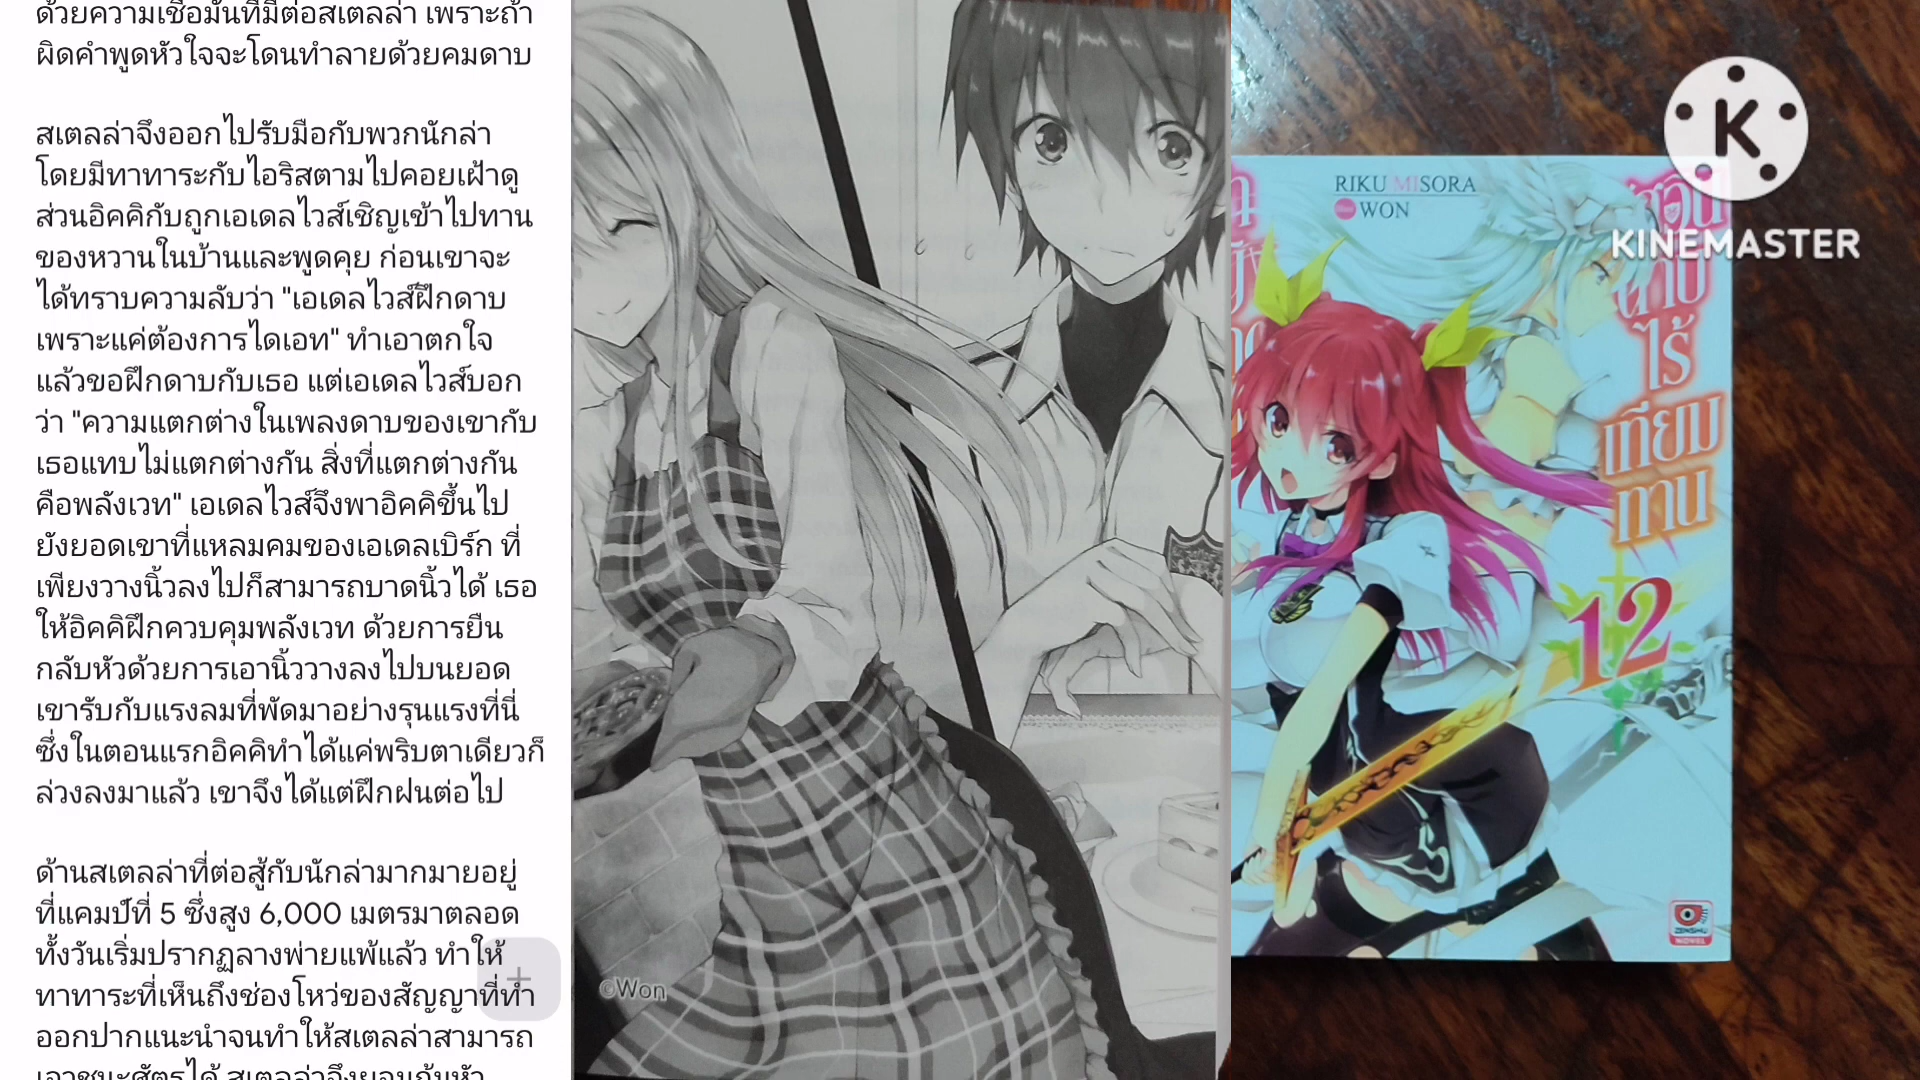 ด้วยความเชื่อมั่นที่มีต่อสเตลล่า เพราะถ้า
ผิดคำพูดหัวใจจะโดนทำลายด้วยคมดาบ
สเตลล่าจึงออกไปรับมือกับพวกนักล่า
โดยมีทาทาระกับไอริสตามไปคอยเฝ้าดู
ส่วนอิคคิกับถูกเอเดลไวส์เชิญเข้าไปทาน
ของหวานในบ้านและพูดคุย ก่อนเขาจะ
ได้ทราบความลับว่า "เอเดลไวส์ฝึกดาบ
เพราะแค่ต้องการไดเอท" ทำเอาตกใจ
แล้วขอฝึกดาบกับเธอ แต่เอเดลไวส์บอก
ว่า "ความแตกต่างในเพลงดาบของเขากับ
เธอแทบไม่แตกต่างกัน สิ่งที่แตกต่างกัน
คือพลังเวท" เอเดลไวส์จึงพาอิคคิขึ้นไป
ยังยอดเขาที่แหลมคมของเอเดลเบิร์ก ที่
เพียงวางนิ้วลงไปก็สามารถบาดนิ้วได้ เธอ
ให้อิคคิฝึกควบคุมพลังเวท ด้วยการยืน
กลับหัวด้วยการเอานิ้ววางลงไปบนยอด
เขารับกับแรงลมที่พัดมาอย่างรุนแรงที่นี่
ซึ่งในตอนแรกอิคคิทำได้แค่พริบตาเดียวก็
ล่วงลงมาแล้ว เขาจึงได้แต่ฝึกฝนต่อไป
ด้านสเตลล่าที่ต่อสู้กับนักล่ามากมายอยู่
ที่แคมป์ที่ 5 ซึ่งสูง 6,000 เมตรมาตลอด
ทั้งวันเริ่มปรากฏลางพ่ายแพ้แล้ว ทำให้
ทาทาระที่เห็นถึงช่องโหว่ของสัญญาที่ทำ
ออกปากแนะนำจนทำให้สเตลล่าสามารถ
เอาชนะศัตรูได้ สเตลล่าจึงยอมก้มหัว
©Won
RIKU MISORA
WON
ดาบ
ไร้
เทียม
ทาน
12
ZENSHU
NOVEL
K
KINEMASTER